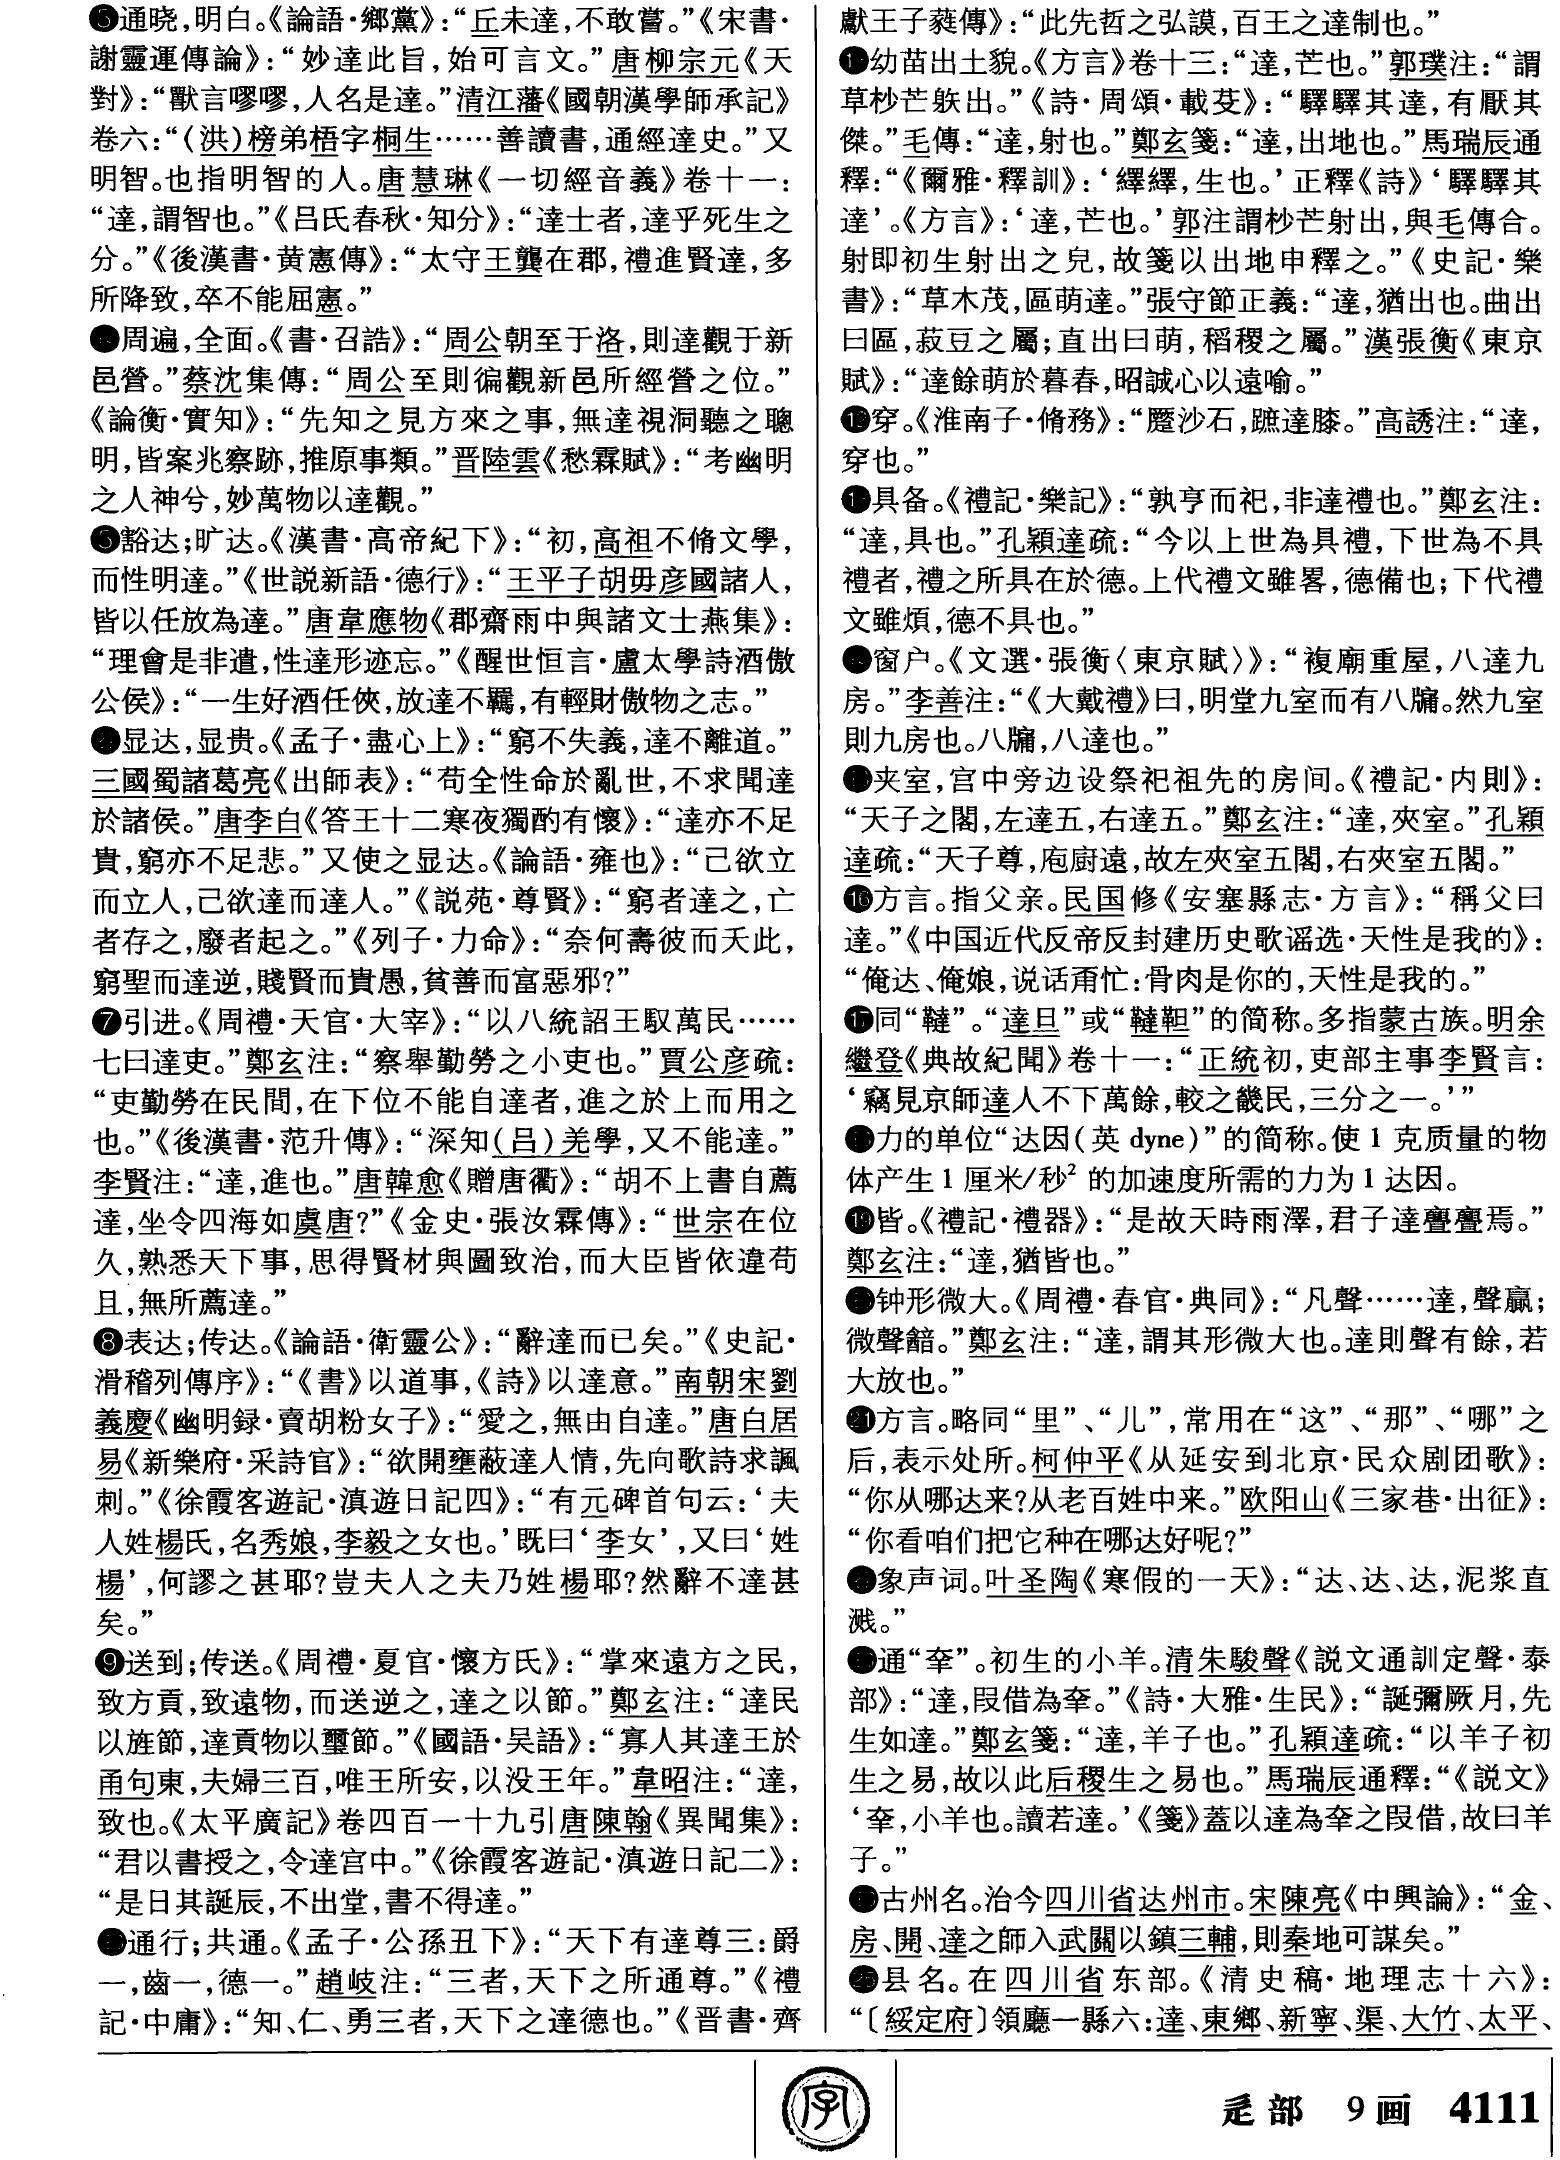 ❸通晓,明白。《論語·鄉黨》:“丘未達,不敢嘗。”《宋書·
謝靈運傳論》:“妙達此旨,始可言文。”唐柳宗元《天
對》:“獸言嘐嘐,人名是達。”清江藩《國朝漢學師承記》
卷六:“(洪)榜弟梧字桐生……善讀書,通經達史。”又
明智。也指明智的人。唐慧琳《一切經音義》卷十一:
“達,謂智也。”《吕氏春秋·知分》:“達士者,達乎死生之
分。”《後漢書·黄憲傳》:“太守王龔在郡,禮進賢達,多
所降致,卒不能屈憲。”
周遍,全面。《書·召誥》:“周公朝至于洛,則達觀于新
邑營。”蔡沈集傳:“周公至則徧觀新邑所經營之位。”
《論衡·實知》:“先知之見方來之事,無達視洞聽之聰
明,皆案兆察跡,推原事類。”晋陸雲《愁霖賦》:“考幽明
之人神兮,妙萬物以達觀。”
❺豁达;旷达。《漢書·高帝紀下》:“初,高祖不脩文學,
而性明達。”《世説新語·德行》:“王平子胡毋彦國諸人,
皆以任放為達。”唐韋應物《郡齋雨中與諸文士燕集》:
“理會是非遣,性達形迹忘。”《醒世恒言·盧太學詩酒傲
公侯》:“一生好酒任俠,放達不羈,有輕財傲物之志。”
显达,显贵。《孟子·盡心上》:“窮不失義,達不離道。”
三國蜀諸葛亮《出師表》:“苟全性命於亂世,不求聞達
於諸侯。”唐李白《答王十二寒夜獨酌有懷》:“達亦不足
貴,窮亦不足悲。”又使之显达。《論語·雍也》:“己欲立
而立人,己欲達而達人。”《説苑·尊賢》:“窮者達之,亡
者存之,廢者起之。”《列子·力命》:“奈何壽彼而夭此,
窮聖而達逆,賤賢而貴愚,貧善而富惡邪?”
❼引进。《周禮·天官·大宰》:“以八統詔王馭萬民……
七曰達吏。”鄭玄注:“察舉勤勞之小吏也。”賈公彦疏:
“吏勤勞在民間,在下位不能自達者,進之於上而用之
也。”《後漢書·范升傳》:“深知(吕)羌學,又不能達。”
李賢注:“達,進也。”唐韓愈《贈唐衢》:“胡不上書自薦
達,坐令四海如虞唐?”《金史·張汝霖傳》:“世宗在位
久,熟悉天下事,思得賢材與圖致治,而大臣皆依違苟
且,無所薦達。”
❽表达;传达。《論語·衛靈公》:“辭達而已矣。”《史記·
滑稽列傳序》:“《書》以道事,《詩》以達意。”南朝宋劉
義慶《幽明録·賣胡粉女子》:“愛之,無由自達。”唐白居
易《新樂府·采詩官》:“欲開壅蔽達人情,先向歌詩求諷
刺。”《徐霞客遊記·滇遊日記四》:“有元碑首句云:‘夫
人姓楊氏,名秀娘,李毅之女也。’既曰‘李女’,又曰‘姓
楊’,何謬之甚耶?豈夫人之夫乃姓楊耶?然辭不達甚
矣。”
❾送到;传送。《周禮·夏官·懷方氏》:“掌來遠方之民,
致方貢,致遠物,而送逆之,達之以節。”鄭玄注:“達民
以旌節,達貢物以璽節。”《國語·吴語》:“寡人其達王於
甬句東,夫婦三百,唯王所安,以没王年。”韋昭注:“達,
致也。《太平廣記》卷四百一十九引唐陳翰《異聞集》:
“君以書授之,令達宫中。”《徐霞客遊記·滇遊日記二》:
“是日其誕辰,不出堂,書不得達。”
通行;共通。《孟子·公孫丑下》:“天下有達尊三:爵
一,齒一,德一。”趙岐注:“三者,天下之所通尊。”《禮
記·中庸》:“知、仁、勇三者,天下之達德也。”《晋書·齊
獻王子蕤傳》:“此先哲之弘謨,百王之達制也。”
幼苗出土貌。《方言》卷十三:“達,芒也。”郭璞注:“謂
草杪芒躲出。”《詩·周頌·載芟》:“驛驛其達,有厭其
傑。”毛傳:“達,射也。”鄭玄箋:“達,出地也。”馬瑞辰通
釋:“《爾雅·釋訓》:‘繹繹,生也。’正釋《詩》‘驛驛其
達’。《方言》:‘達,芒也。’郭注謂杪芒射出,與毛傳合。
射即初生射出之皃,故箋以出地申釋之。”《史記·樂
書》:“草木茂,區萌達。”張守節正義:“達,猶出也。曲出
曰區,菽豆之屬;直出曰萌,稻稷之屬。”漢張衡《東京
賦》:“達餘萌於暮春,昭誠心以遠喻。”
穿。《淮南子·脩務》:“蹷沙石,蹠達膝。”高誘注:“達,
穿也。”
具备。《禮記·樂記》:“孰亨而祀,非達禮也。”鄭玄注:
“達,具也。”孔穎達疏:“今以上世為具禮,下世為不具
禮者,禮之所具在於德。上代禮文雖畧,德備也;下代禮
文雖煩,德不具也。”
窗户。《文選·張衡〈東京賦〉》:“複廟重屋,八達九
房。”李善注:“《大戴禮》曰,明堂九室而有八牖。然九室
則九房也。八牖,八達也。”
夹室,宫中旁边设祭祀祖先的房间。《禮記·内則》:
“天子之閣,左達五,右達五。”鄭玄注:“達,夾室。”孔穎
達疏:“天子尊,庖厨遠,故左夾室五閣,右夾室五閣。”
⓰方言。指父亲。民国修《安塞縣志·方言》:“稱父曰
達。”《中国近代反帝反封建历史歌谣选·天性是我的》:
“俺达、俺娘,说话甭忙:骨肉是你的,天性是我的。”
⓱同“韃”。“達旦”或“韃靼”的简称。多指蒙古族。明余
繼登《典故紀聞》卷十一:“正統初,吏部主事李賢言:
‘竊見京師達人不下萬餘,較之畿民,三分之一。’”
力的单位“达因(英 dyne)”的简称。使1克质量的物
体产生1厘米/秒² 的加速度所需的力为1达因。
⓳皆。《禮記·禮器》:“是故天時雨澤,君子達亹亹焉。”
鄭玄注:“達,猶皆也。”
钟形微大。《周禮·春官·典同》:“凡聲……達,聲贏;
微聲韽。”鄭玄注:“達,謂其形微大也。達則聲有餘,若
大放也。”
㉑方言。略同“里”、“儿”,常用在“这”、“那”、“哪”之
后,表示处所。柯仲平《从延安到北京·民众剧团歌》:
“你从哪达来?从老百姓中来。”欧阳山《三家巷·出征》:
“你看咱们把它种在哪达好呢?”
象声词。叶圣陶《寒假的一天》:“达、达、达,泥浆直
溅。”
通“羍”。初生的小羊。清朱駿聲《説文通訓定聲·泰
部》:“達,叚借為羍。”《詩·大雅·生民》:“誕彌厥月,先
生如達。”鄭玄箋:“達,羊子也。”孔穎達疏:“以羊子初
生之易,故以此后稷生之易也。”馬瑞辰通釋:“《説文》
‘羍,小羊也。讀若達。’《箋》蓋以達為羍之叚借,故曰羊
子。”
古州名。治今四川省达州市。宋陳亮《中興論》:“金、
房、開、達之師入武關以鎮三輔,則秦地可謀矣。”
县名。在四川省东部。《清史稿·地理志十六》:
“〔綏定府〕領廳一縣六:達、東鄉、新寧、渠、大竹、太平、
字
辵部 9画 4111